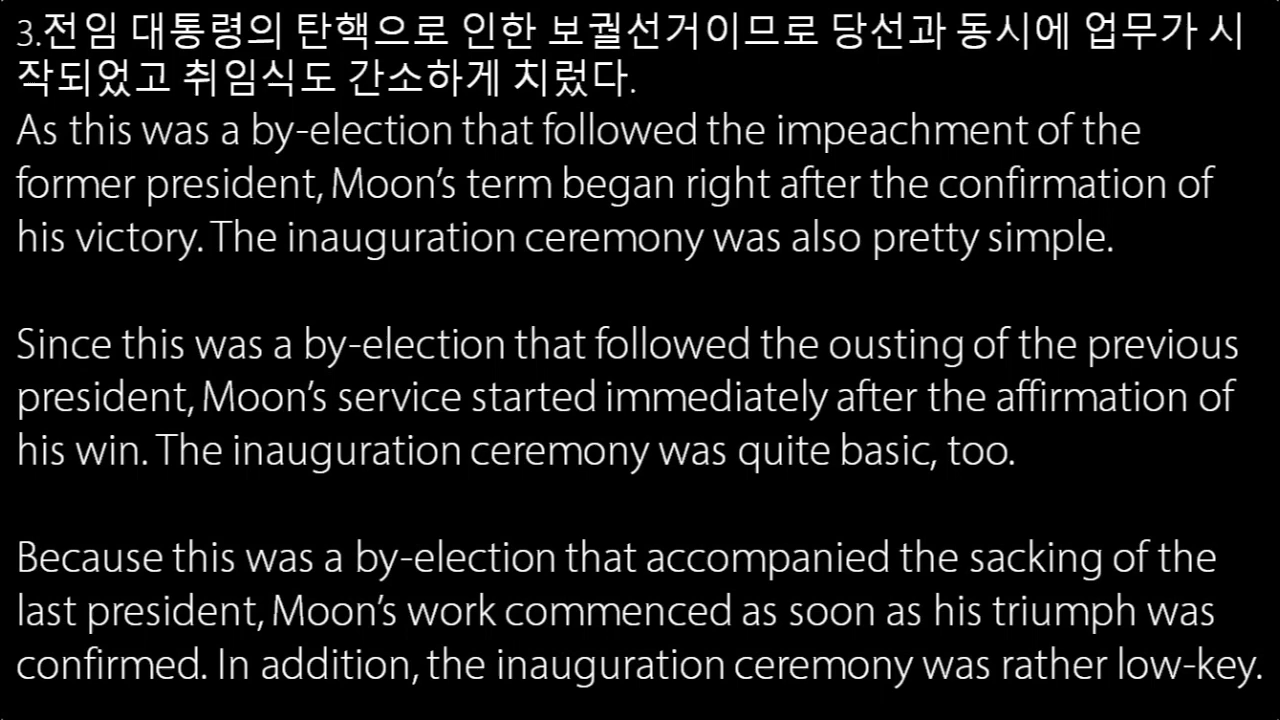 3.전임 대통령의 탄핵으로 인한 보궐선거이므로 당선과 동시에 업무가 시
작되었고 취임식도 간소하게 치렀다.
As this was a by-election that followed the impeachment of the
former president, Moon’s term began right after the confirmation of
his victory. The inauguration ceremony was also pretty simple.
Since this was a by-election that followed the ousting of the previous
president, Moon’s service started immediately after the affirmation of
his win. The inauguration ceremony was quite basic, too.
Because this was a by-election that accompanied the sacking of the
last president, Moon’s work commenced as soon as his triumph was
confirmed. In addition, the inauguration ceremony was rather low-key.